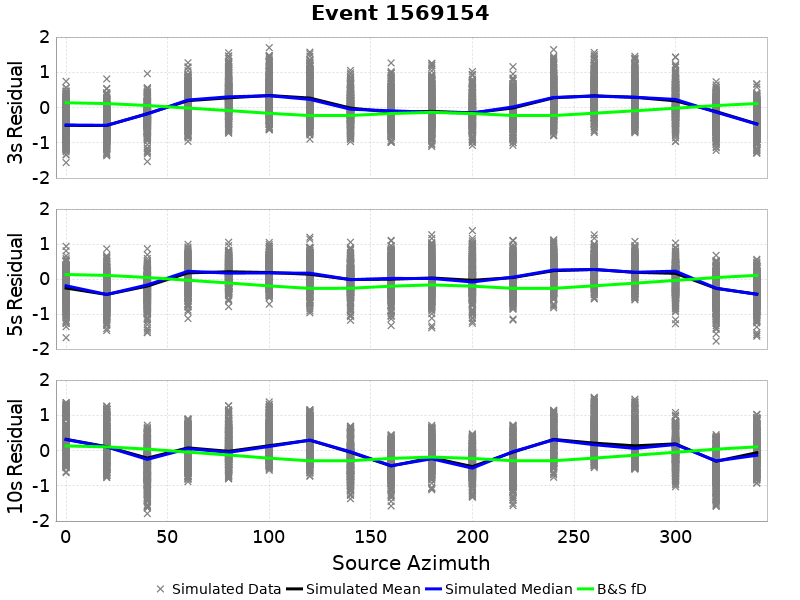 Event 1569154
2
1
0
-1
-2
3s Residual
2
1
0
-1
-2
5s Residual
2
1
0
-1
-2
10s Residual
0 50 100 150 200 250 300
Source Azimuth
Simulated Data Simulated Mean Simulated Median B&S fD